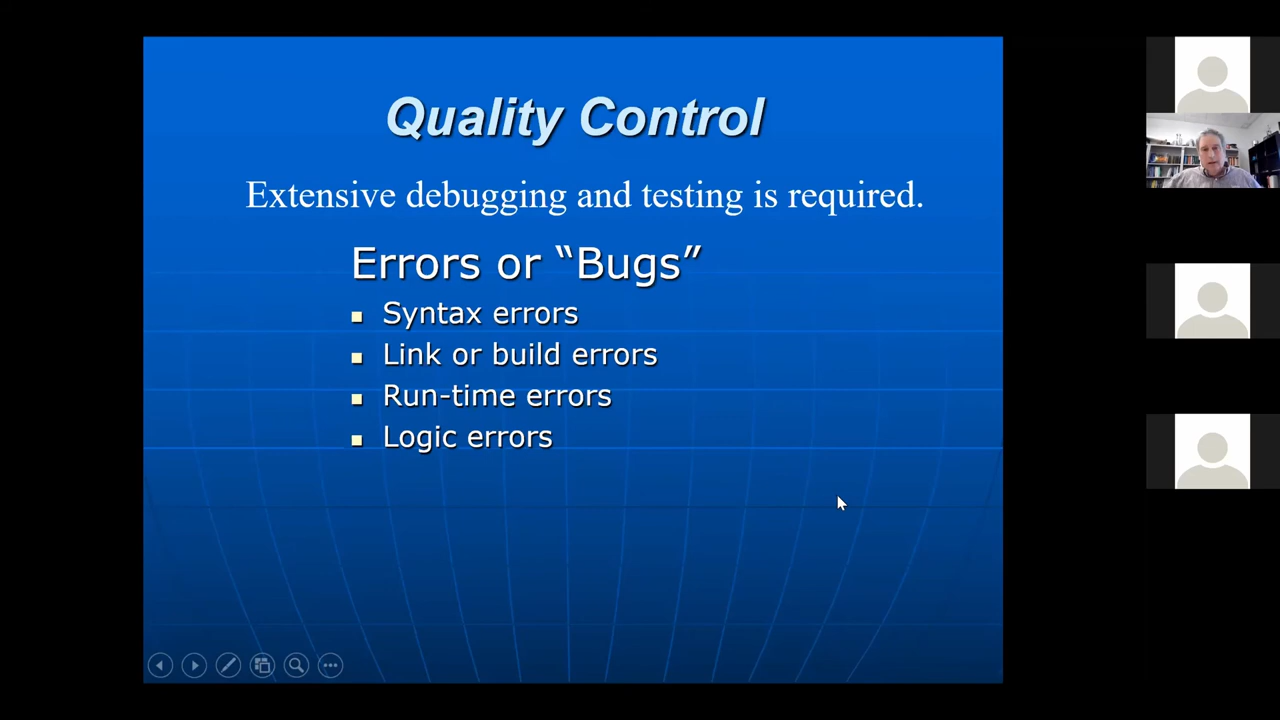 Quality Control
Extensive debugging and testing is required.
Errors or “Bugs”
Syntax errors
Link or build errors
Run-time errors
Logic errors